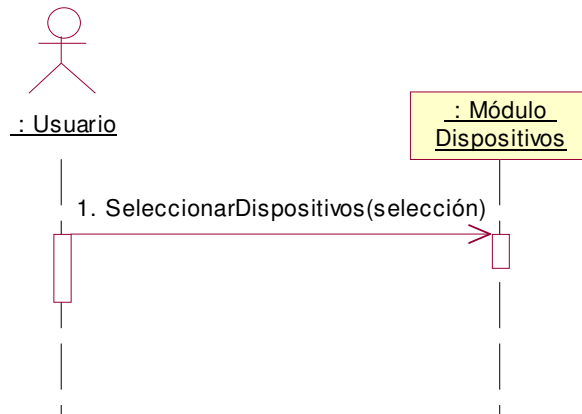 : Usuario
: Módulo
Dispositivos
1. SeleccionarDispositivos(selección)